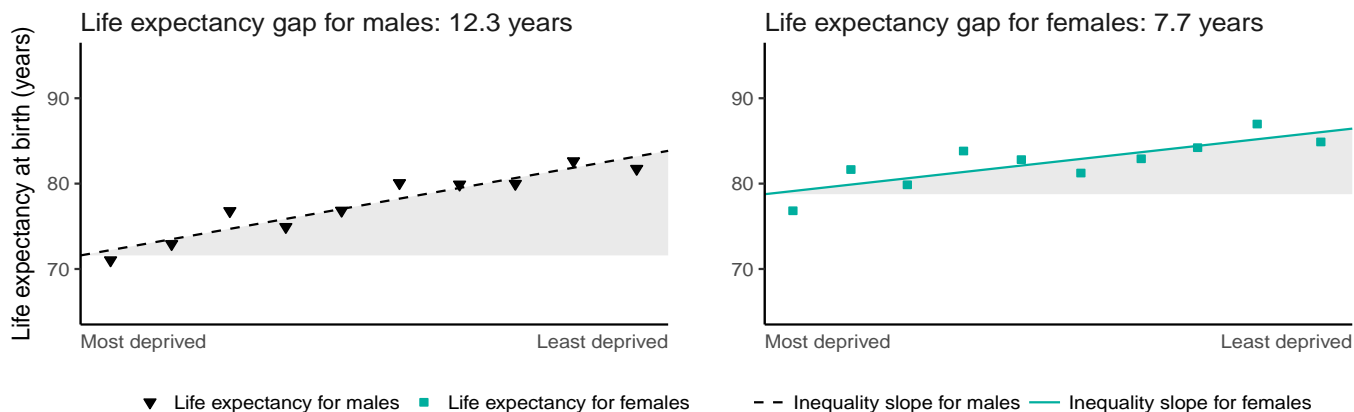 Life expectancy gap for males: 12.3 years
Life expectancy at birth (years)
90
80
70
Most deprived
Least deprived
Life expectancy gap for females: 7.7 years
90
80
70
Most deprived
Least deprived
Life expectancy for males
Life expectancy for females
Inequality slope for males
Inequality slope for females